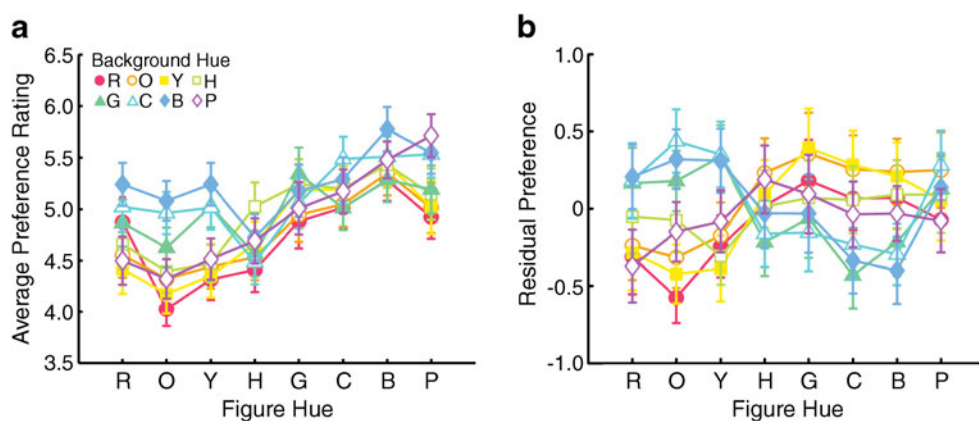 a
Average Preference Rating
6.5
6.0
5.5
5.0
4.5
4.0
3.5
Background Hue
R O Y H
G C B P
R O Y H G C B P
Figure Hue
b
Residual Preference
1.0
0.5
0
-0.5
-1.0
R O Y H G C B P
Figure Hue